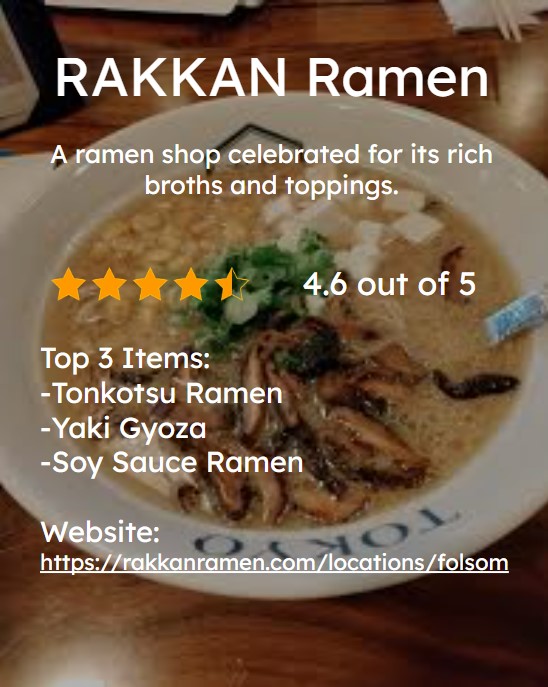 RAKKAN Ramen
A ramen shop celebrated for its rich
broths and toppings.
4.6 out of 5
Top 3 Items:
-Tonkotsu Ramen
-Yaki Gyoza
-Soy Sauce Ramen
Website:
https://rakkanramen.com/locations/folsom
TOKYO